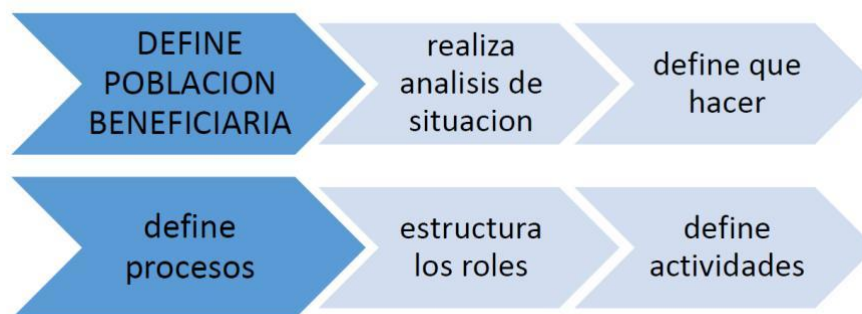 DEFINE
POBLACION
BENEFICIARIA
realiza
analisis de
situacion
define que
hacer
define
procesos
estructura
los roles
define
actividades